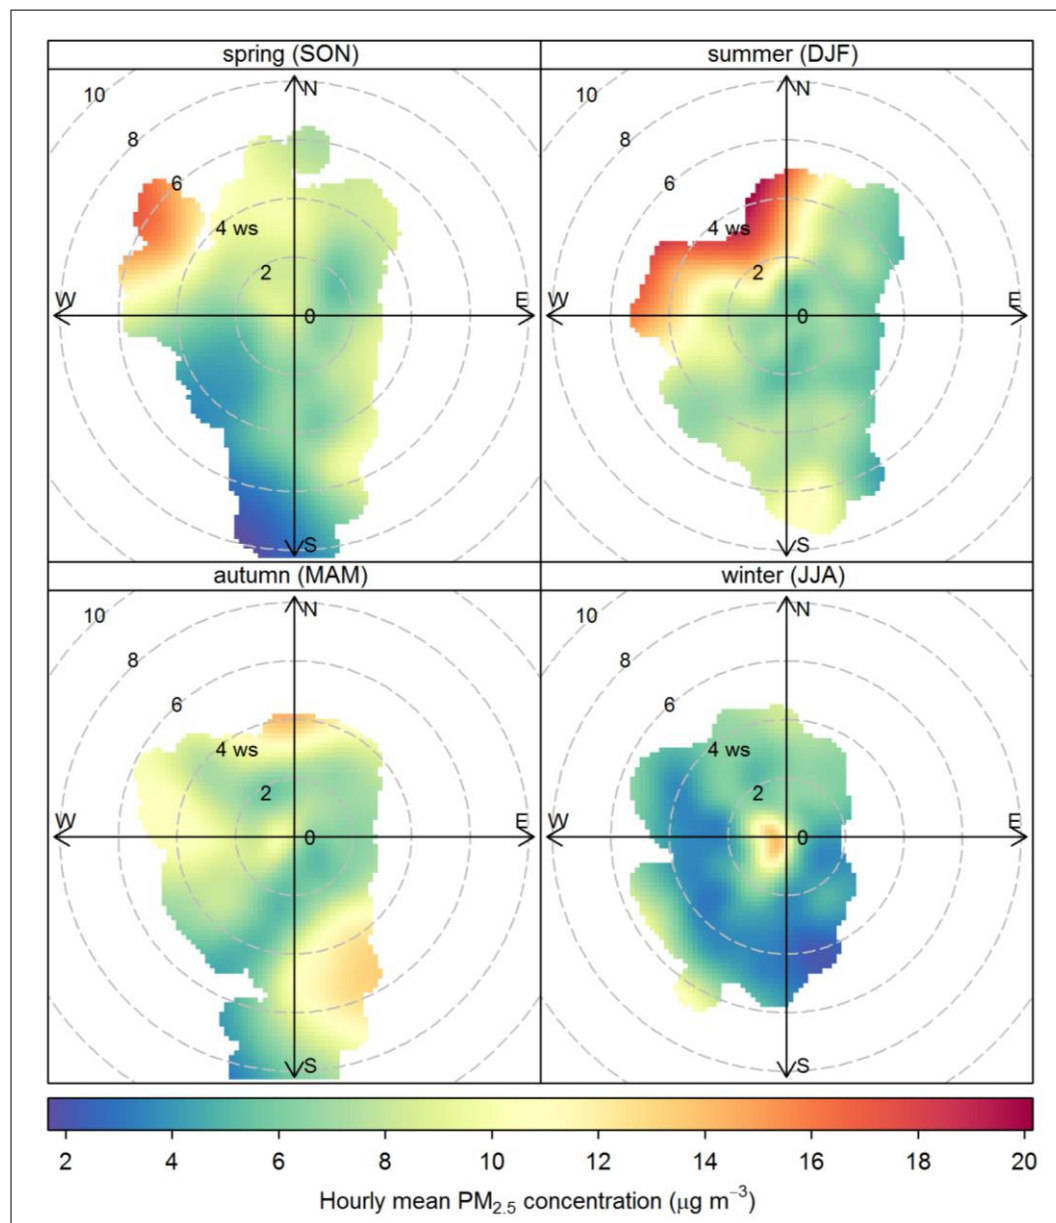 spring (SON)
summer (DJF)
10
8
6
4 ws
2
0
N
W
E
S
10
8
6
4 ws
2
0
N
W
E
S
autumn (MAM)
winter (JJA)
10
8
6
4 ws
2
0
N
W
E
S
10
8
6
4 ws
2
0
N
W
E
S
2 4 6 8 10 12 14 16 18 20
Hourly mean PM2.5 concentration (μg m−3)